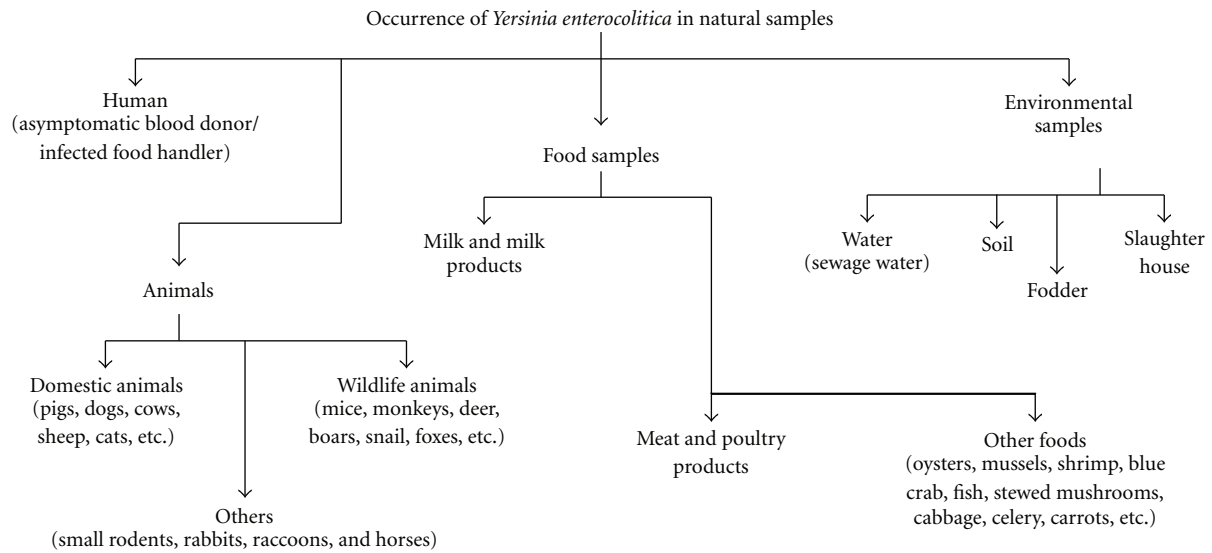 Occurrence of Yersinia enterocolitica in natural samples
Human
(asymptomatic blood donor/
infected food handler)
Environmental
samples
Food samples
Milk and milk
products
Water
(sewage water)
Soil
Slaughter
house
Fodder
Animals
Domestic animals
(pigs, dogs, cows,
sheep, cats, etc.)
Wildlife animals
(mice, monkeys, deer,
boars, snail, foxes, etc.)
Meat and poultry
products
Other foods
(oysters, mussels, shrimp, blue
crab, fish, stewed mushrooms,
cabbage, celery, carrots, etc.)
Others
(small rodents, rabbits, raccoons, and horses)